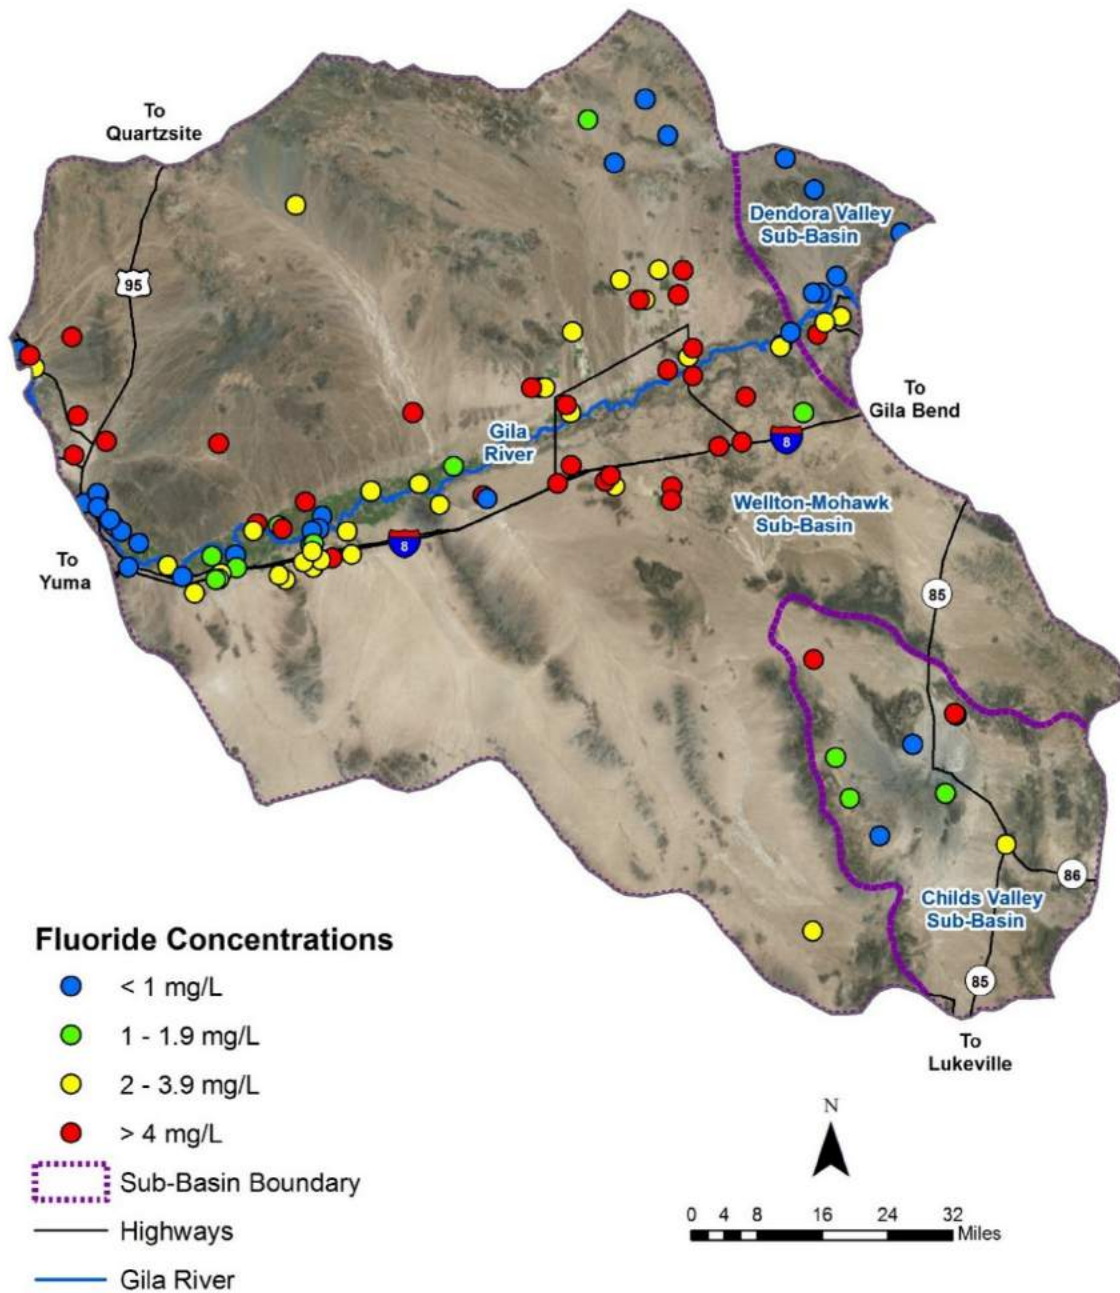 To
Quartzsite
95
Dendora Valley
Sub-Basin
To
Gila Bend
Gila
River
8
Wellton-Mohawk
Sub-Basin
8
To
Yuma
85
Childs Valley
Sub-Basin
86
85
To
Lukeville
Fluoride Concentrations
< 1 mg/L
1 - 1.9 mg/L
2 - 3.9 mg/L
> 4 mg/L
Sub-Basin Boundary
Highways
Gila River
N
0 4 8 16 24 32
Miles